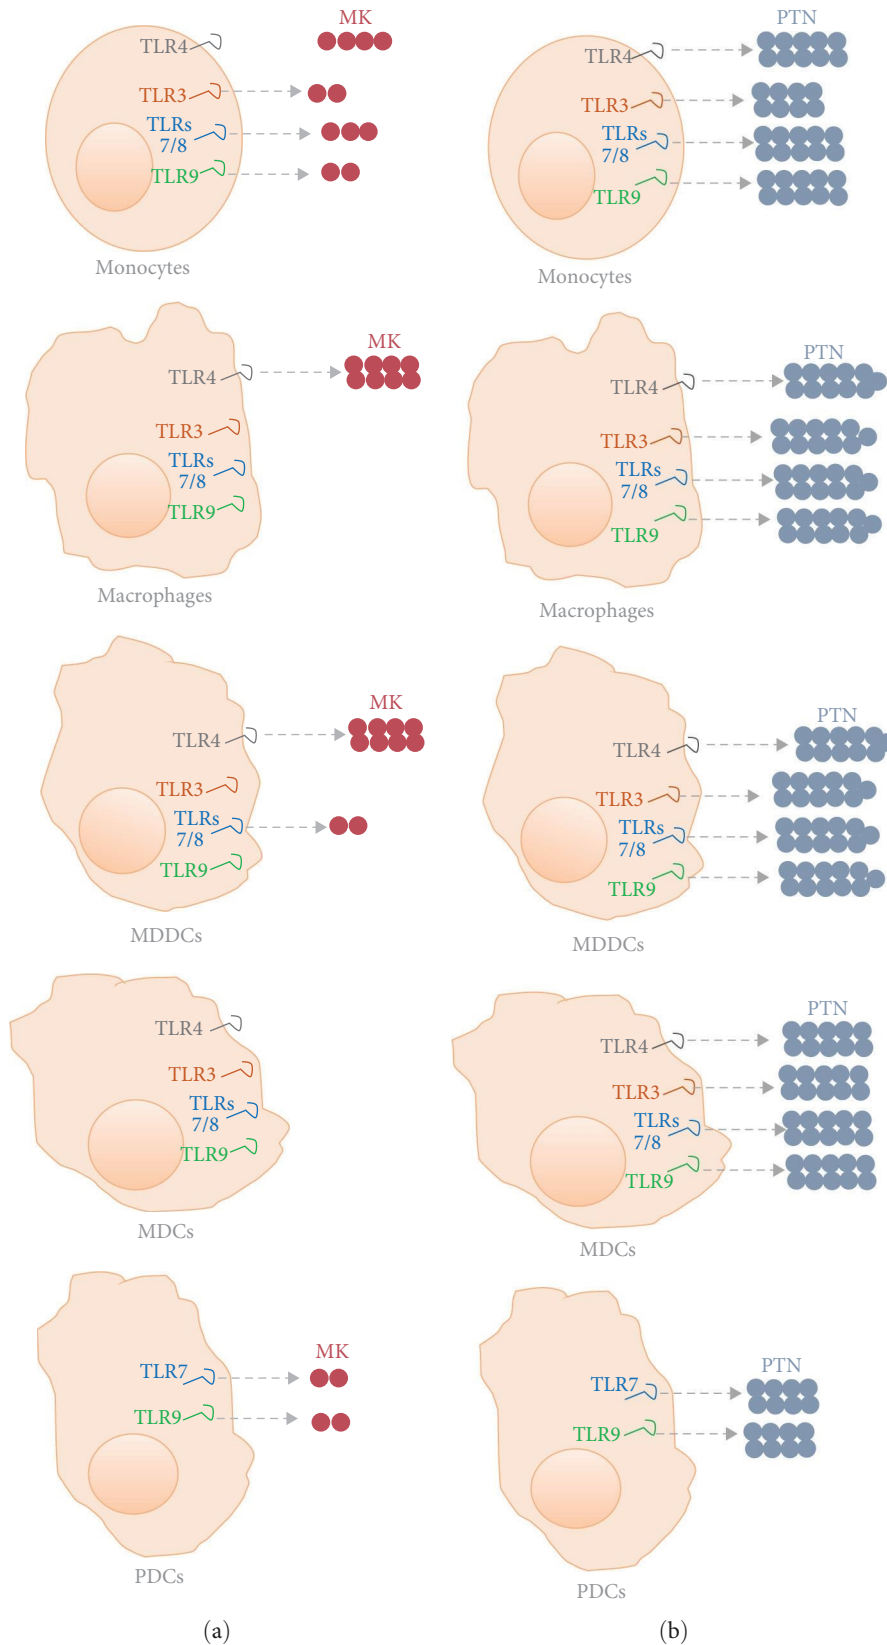 MK
TLR4
TLR3
TLRs
7/8
TLR9
Monocytes
PTN
TLR4
TLR3
TLRs
7/8
TLR9
Monocytes
MK
TLR4
TLR3
TLRs
7/8
TLR9
Macrophages
PTN
TLR4
TLR3
TLRs
7/8
TLR9
Macrophages
MK
TLR4
TLR3
TLRs
7/8
TLR9
MDDCs
PTN
TLR4
TLR3
TLRs
7/8
TLR9
MDDCs
TLR4
TLR3
TLRs
7/8
TLR9
MDCs
PTN
TLR4
TLR3
TLRs
7/8
TLR9
MDCs
MK
TLR7
TLR9
PDCs
PTN
TLR7
TLR9
PDCs
(a)
(b)